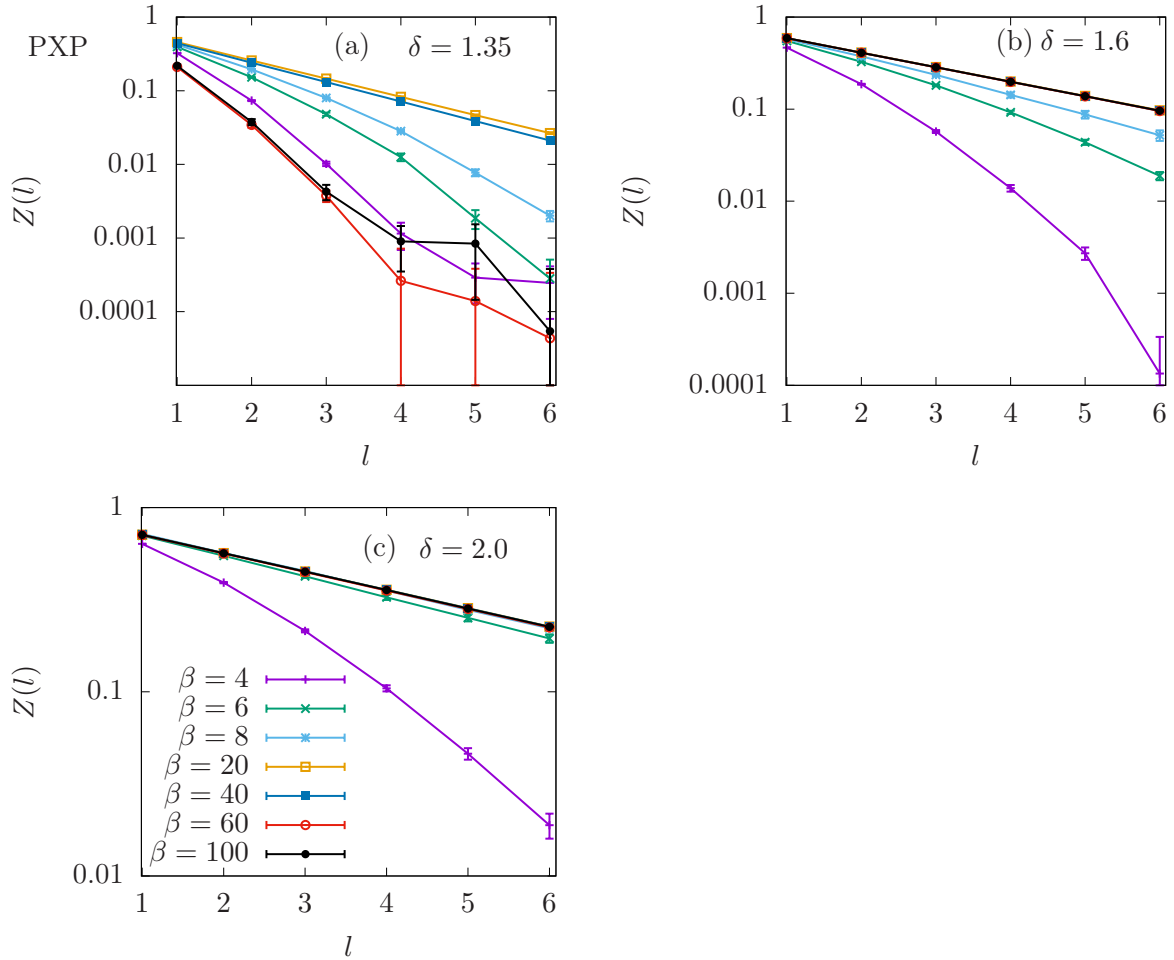 PXP
(a) δ = 1.35
Z(l)
1
0.1
0.01
0.001
0.0001
1 2 3 4 5 6
l
(b) δ = 1.6
Z(l)
1
0.1
0.01
0.001
0.0001
1 2 3 4 5 6
l
(c) δ = 2.0
Z(l)
1
0.1
0.01
β = 4
β = 6
β = 8
β = 20
β = 40
β = 60
β = 100
1 2 3 4 5 6
l